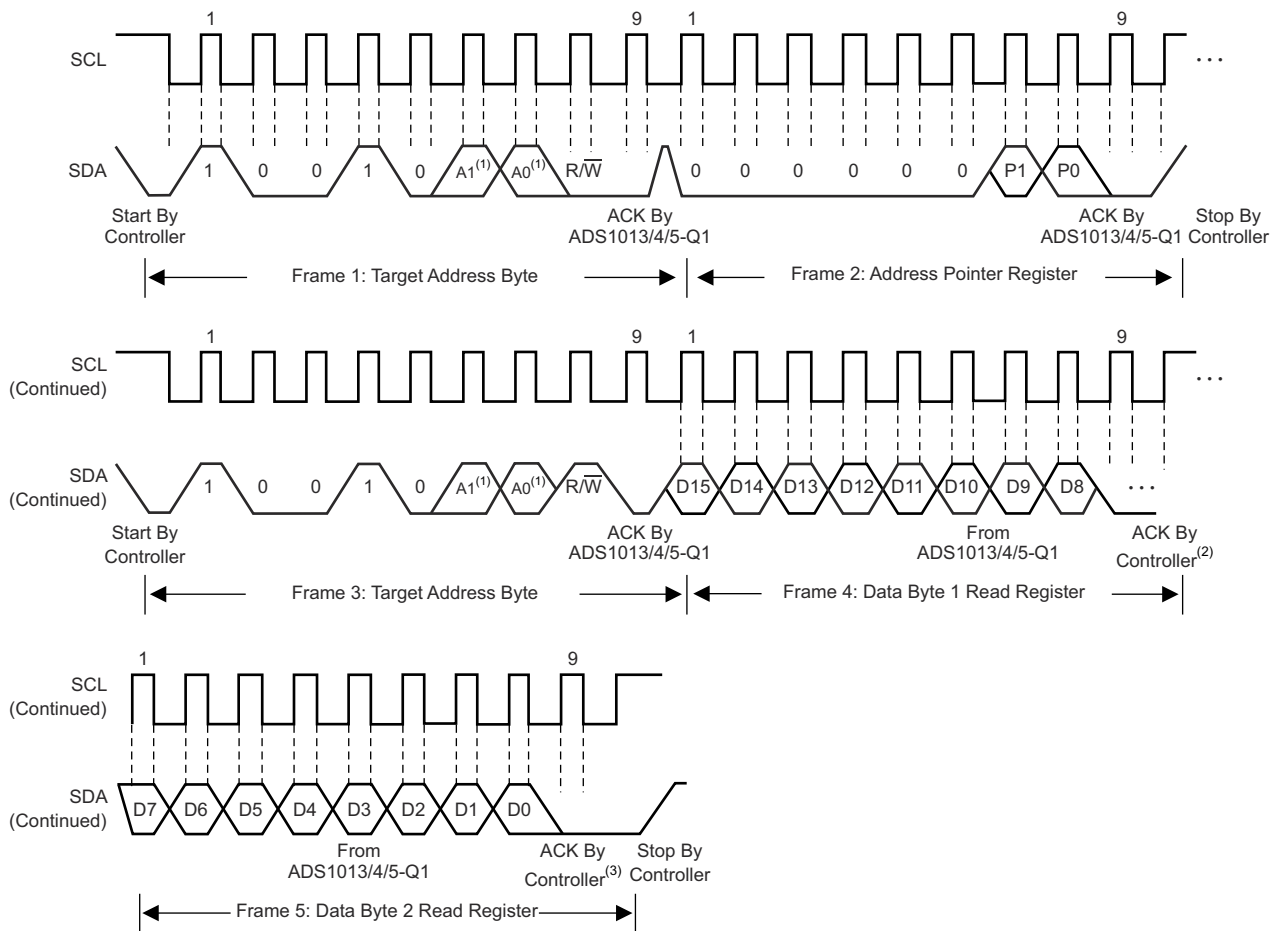 1 9 1 9
SCL ...
SDA 1 0 0 1 0 A1(1) A0(1) R/W̅ 0 0 0 0 0 0 P1 P0
Start By Controller
ACK By ADS1013/4/5-Q1
ACK By ADS1013/4/5-Q1
Stop By Controller
Frame 1: Target Address Byte
Frame 2: Address Pointer Register
1 9 1 9
SCL (Continued) ...
SDA (Continued) 1 0 0 1 0 A1(1) A0(1) R/W̅ D15 D14 D13 D12 D11 D10 D9 D8 ...
Start By Controller
ACK By ADS1013/4/5-Q1
From ADS1013/4/5-Q1
ACK By Controller(2)
Frame 3: Target Address Byte
Frame 4: Data Byte 1 Read Register
1 9
SCL (Continued)
SDA (Continued) D7 D6 D5 D4 D3 D2 D1 D0
From ADS1013/4/5-Q1
ACK By Controller(3)
Stop By Controller
Frame 5: Data Byte 2 Read Register